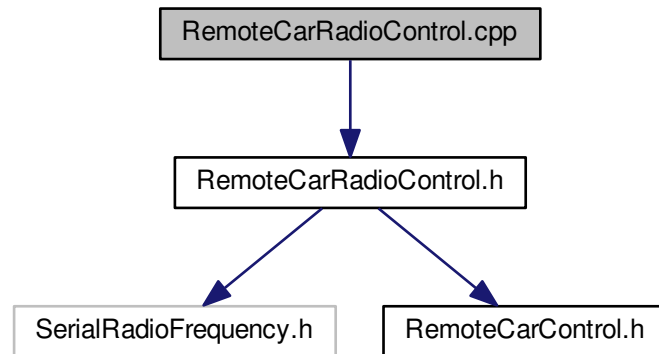 RemoteCarRadioControl.cpp
RemoteCarRadioControl.h
SerialRadioFrequency.h
RemoteCarControl.h